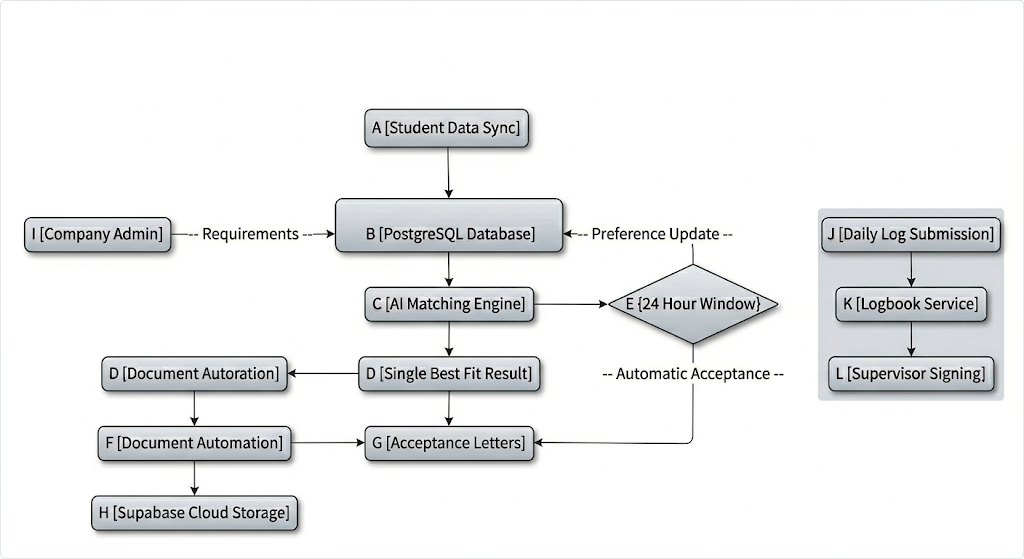 A [Student Data Sync]
I [Company Admin]
-- Requirements --
B [PostgreSQL Database]
-- Preference Update --
J [Daily Log Submission]
C [AI Matching Engine]
E {24 Hour Window}
K [Logbook Service]
D [Document Autoration]
D [Single Best Fit Result]
-- Automatic Acceptance --
L [Supervisor Signing]
F [Document Automation]
G [Acceptance Letters]
H [Supabase Cloud Storage]